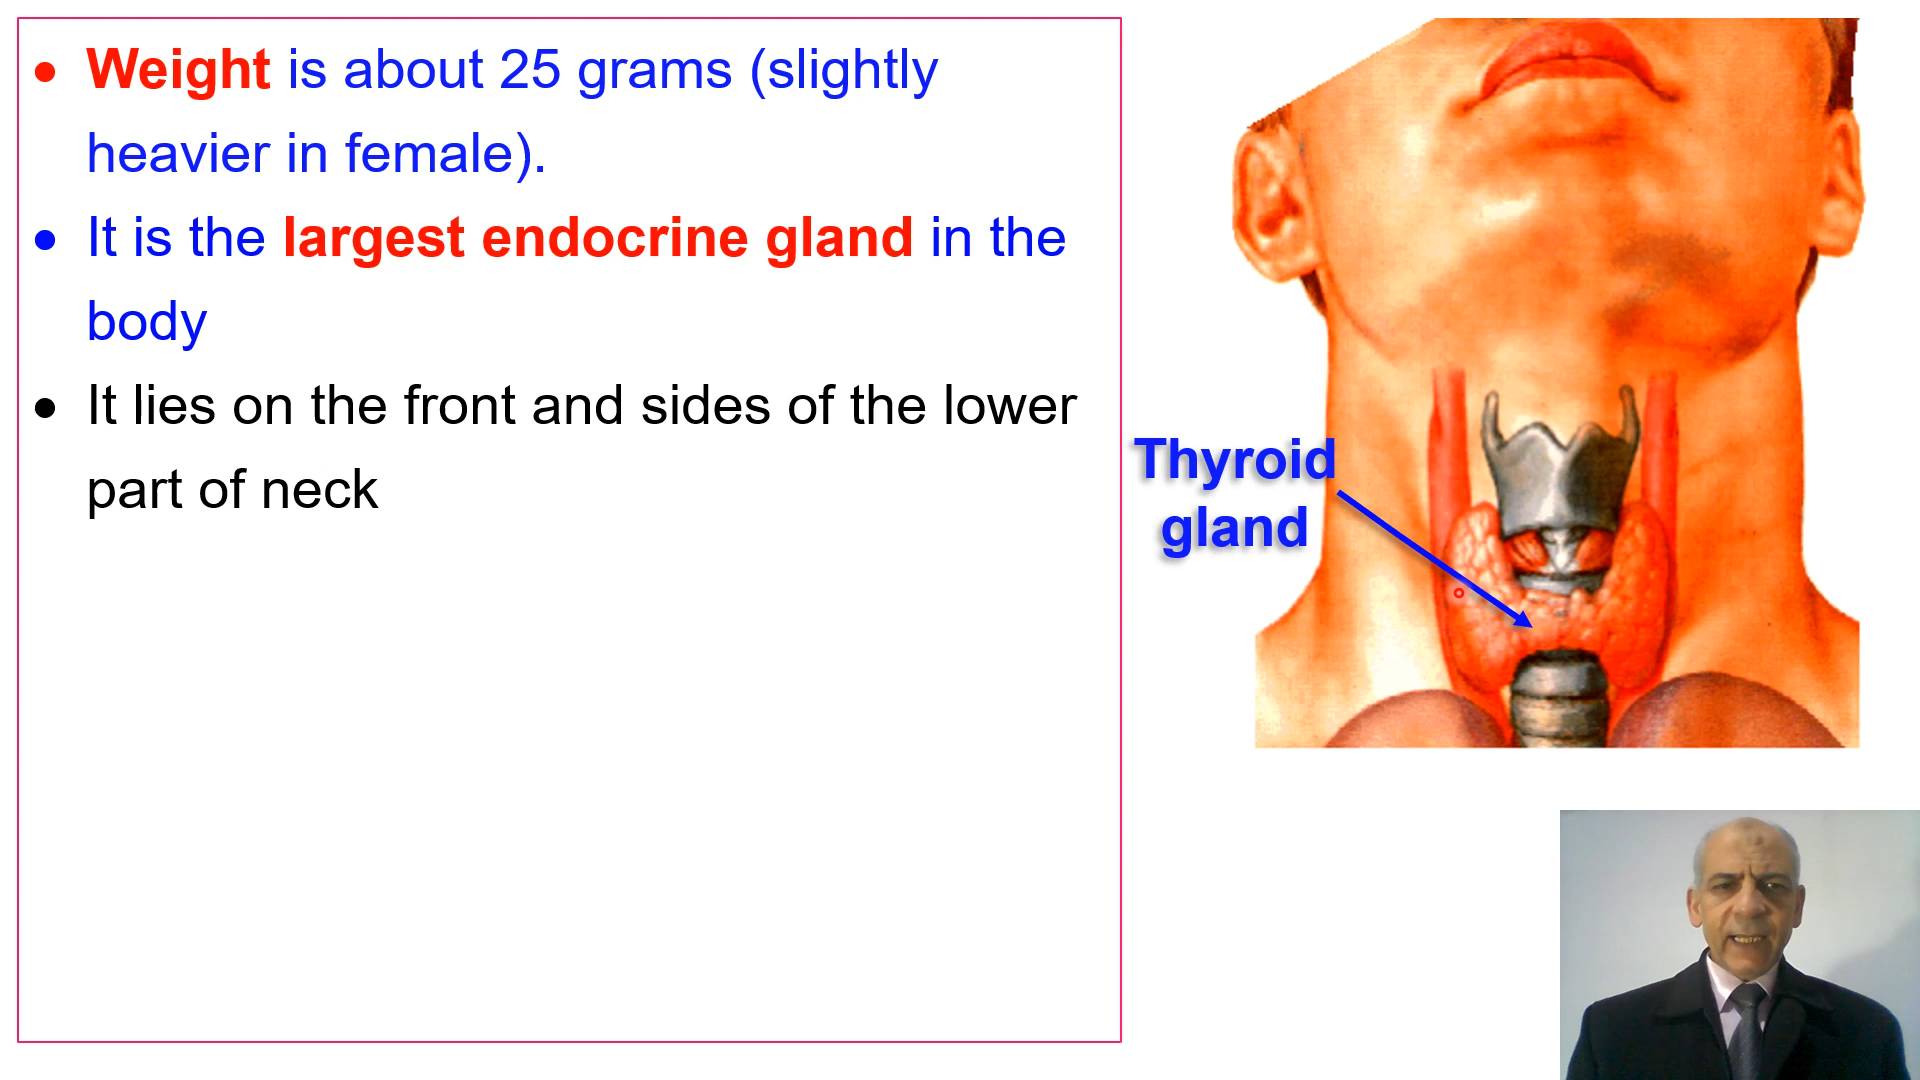 • Weight is about 25 grams (slightly
heavier in female).
• It is the largest endocrine gland in the
body
• It lies on the front and sides of the lower
part of neck
Thyroid
gland